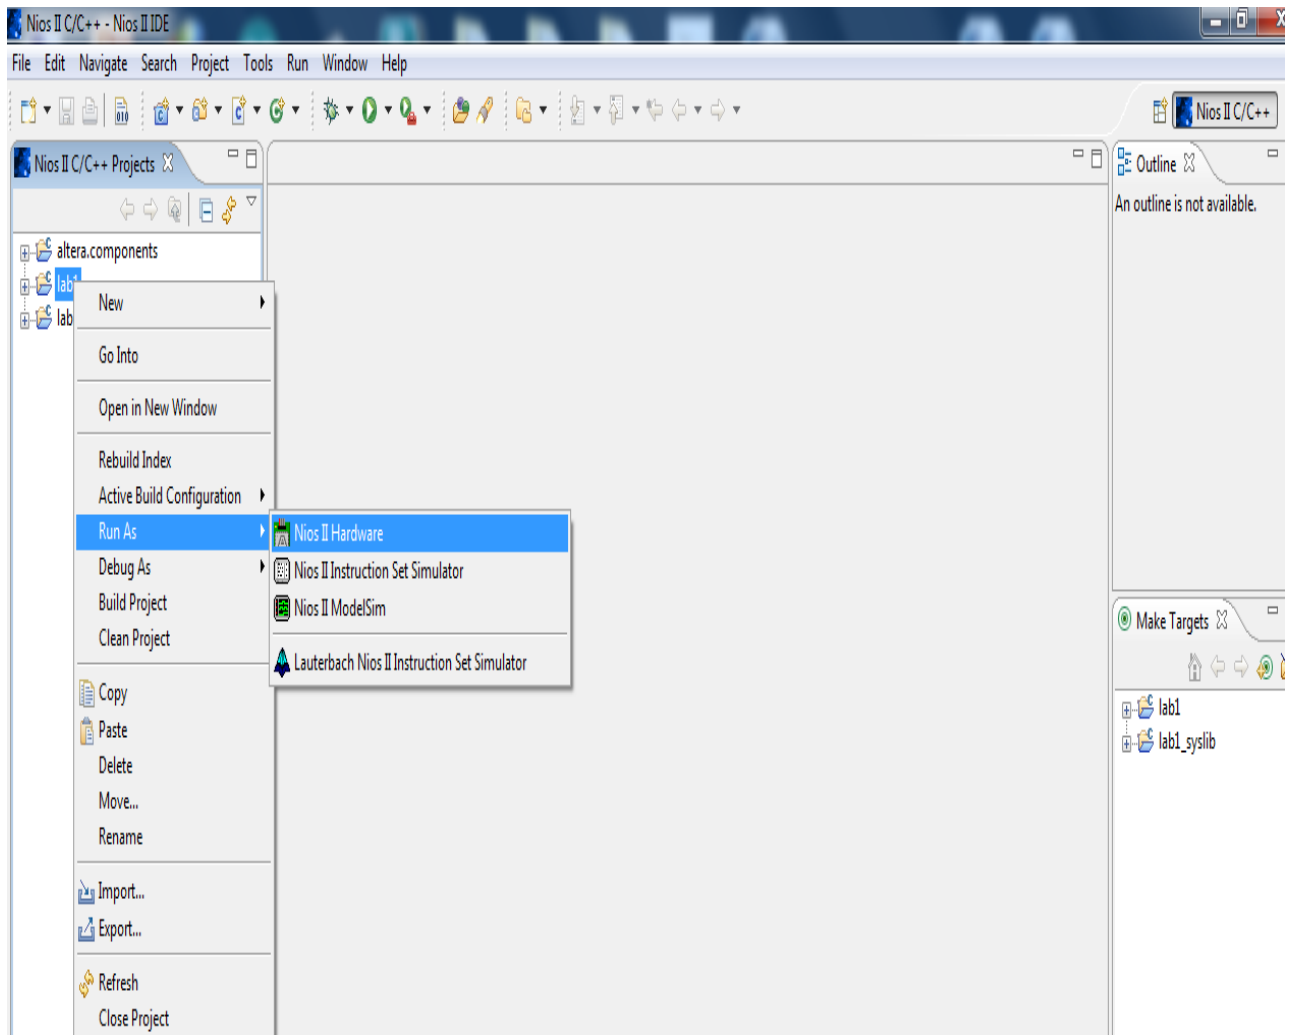 Nios II C/C++ - Nios II IDE
File Edit Navigate Search Project Tools Run Window Help
010
Nios II C/C++
Nios II C/C++ Projects
altera.components
lab1
lab
New
Go Into
Open in New Window
Rebuild Index
Active Build Configuration
Run As
Debug As
Build Project
Clean Project
Copy
Paste
Delete
Move...
Rename
Import...
Export...
Refresh
Close Project
Nios II Hardware
Nios II Instruction Set Simulator
Nios II ModelSim
Lauterbach Nios II Instruction Set Simulator
Outline
An outline is not available.
Make Targets
lab1
lab1_syslib